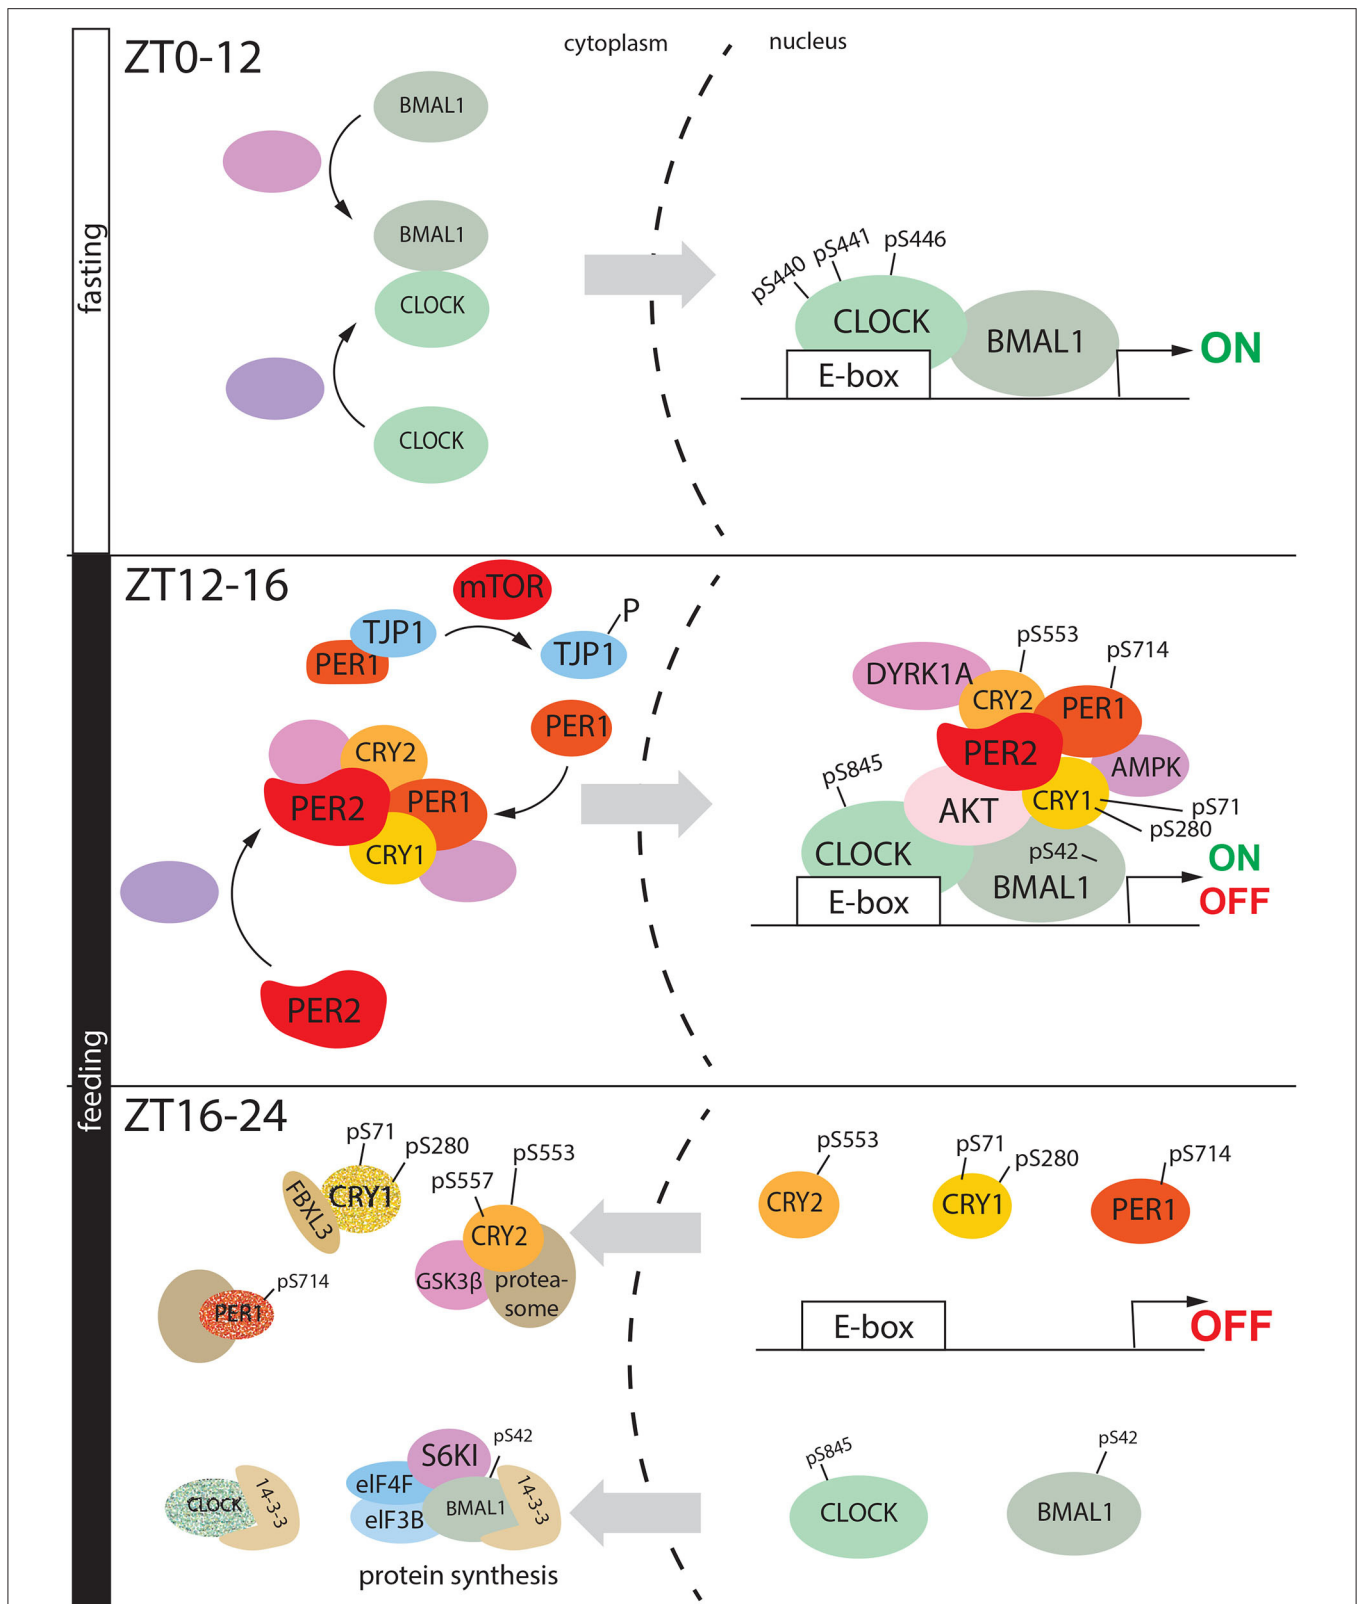 ZT0-12
cytoplasm
nucleus
fasting
BMAL1
BMAL1
CLOCK
CLOCK
pS440
pS441
pS446
CLOCK
BMAL1
E-box
ON
ZT12-16
feeding
mTOR
TJP1
PER1
P
TJP1
PER1
CRY2
PER2
PER1
CRY1
PER2
pS553
pS714
DYRK1A
CRY2
PER1
PER2
AMPK
pS845
AKT
CRY1
pS71
pS280
CLOCK
pS42
BMAL1
E-box
ON
OFF
ZT16-24
pS71
pS280
FBXL3
CRY1
pS553
pS557
CRY2
GSK3β
protea-
some
pS714
PER1
pS553
CRY2
pS71
pS280
CRY1
pS714
PER1
E-box
OFF
CLOCK
14-3-3
S6KI
pS42
eIF4F
eIF3B
BMAL1
14-3-3
protein synthesis
pS845
CLOCK
pS42
BMAL1